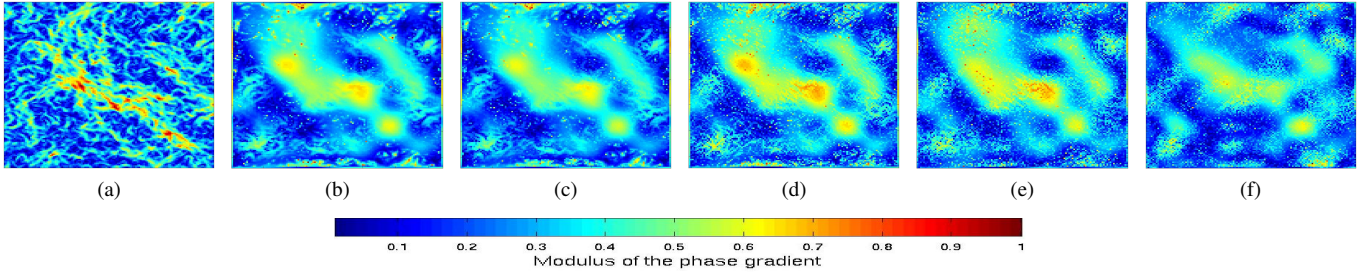 (a) (b) (c) (d) (e) (f)
0.1 0.2 0.3 0.4 0.5 0.6 0.7 0.8 0.9 1
Modulus of the phase gradient